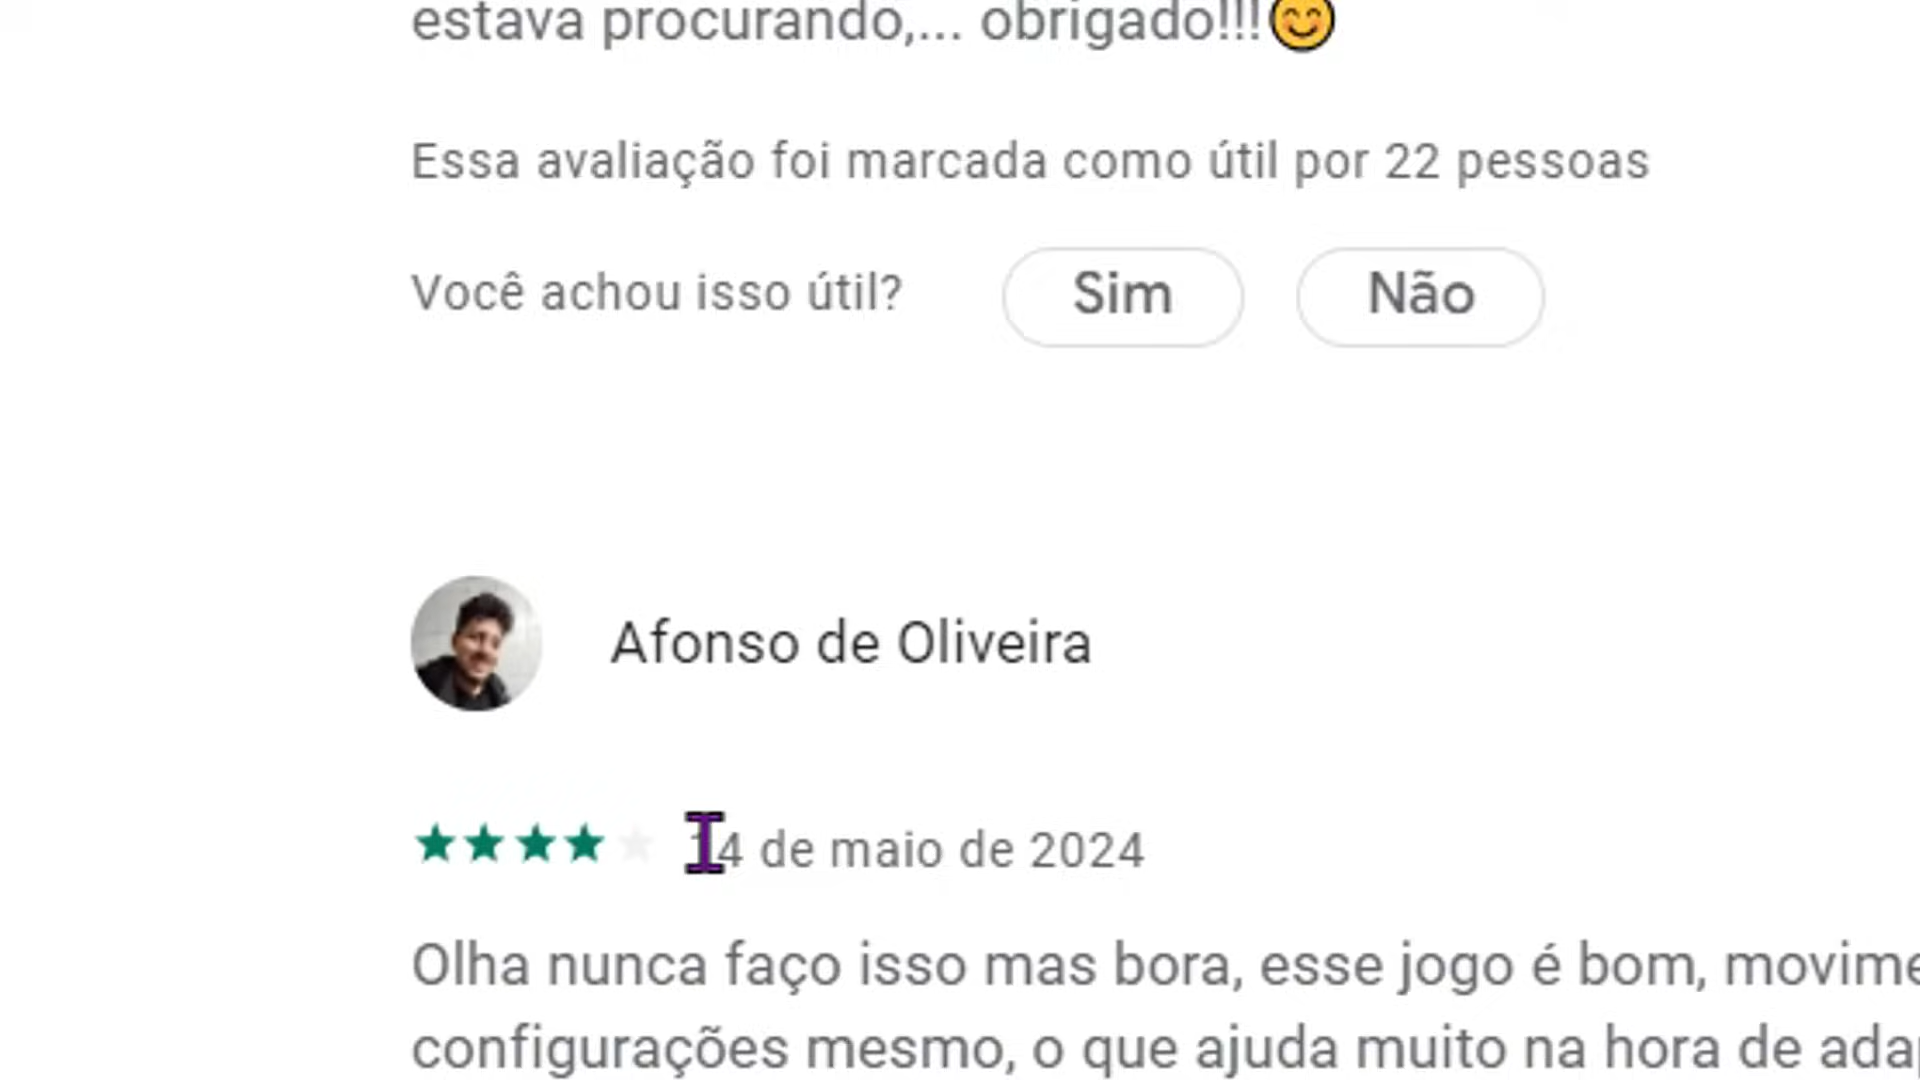 estava procurando,... obrigado!!!😊
Essa avaliação foi marcada como útil por 22 pessoas
Você achou isso útil?
Sim
Não
Afonso de Oliveira
de maio de 2024
Olha nunca faço isso mas bora, esse jogo é bom,
configurações mesmo, o que ajuda muito na hora de